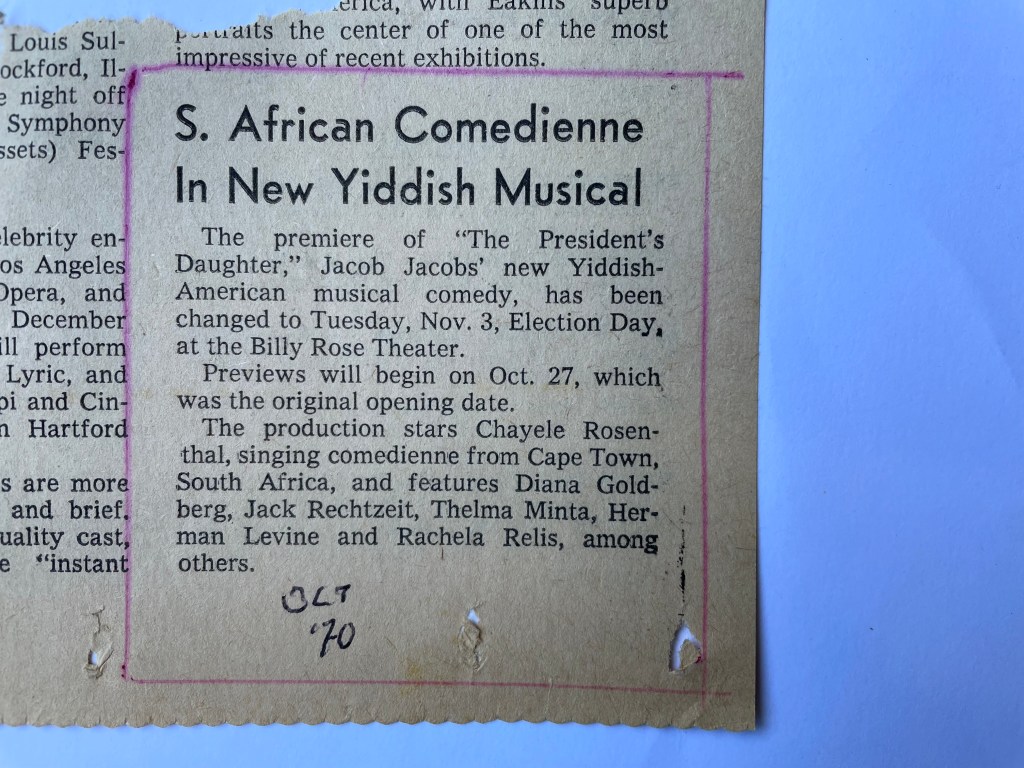 Louis Sul-
ockford, Il-
e night off
Symphony
ssets) Fes-
elebrity en-
os Angeles
Opera, and
December
ill perform
Lyric, and
pi and Cin-
n Hartford
s are more
and brief.
uality cast,
e “instant
erica, with Eakins' superb
portraits the center of one of the most
impressive of recent exhibitions.
S. African Comedienne
In New Yiddish Musical
The premiere of “The President's
Daughter,” Jacob Jacobs' new Yiddish-
American musical comedy, has been
changed to Tuesday, Nov. 3, Election Day,
at the Billy Rose Theater.
Previews will begin on Oct. 27, which
was the original opening date.
The production stars Chayele Rosen-
thal, singing comedienne from Cape Town,
South Africa, and features Diana Gold-
berg, Jack Rechtzeit, Thelma Minta, Her-
man Levine and Rachela Relis, among
others.
OCT
'70